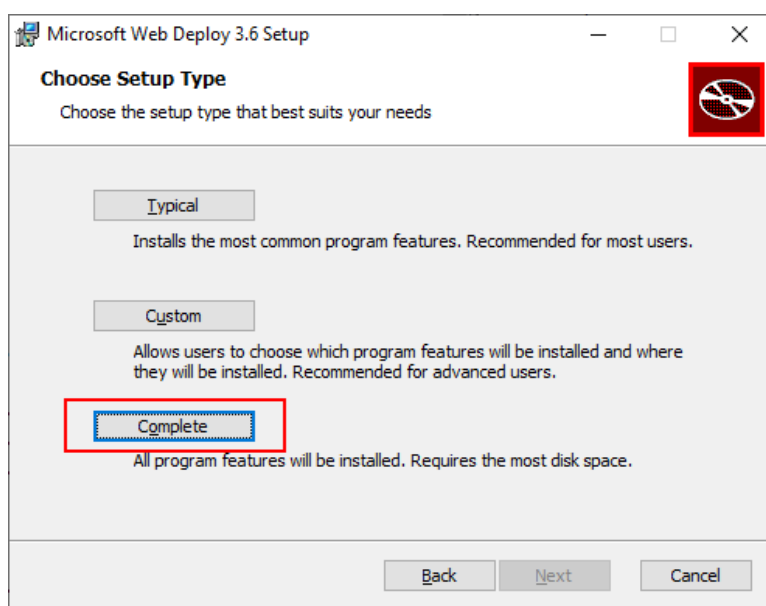 Microsoft Web Deploy 3.6 Setup
Choose Setup Type
Choose the setup type that best suits your needs
Typical
Installs the most common program features. Recommended for most users.
Custom
Allows users to choose which program features will be installed and where
they will be installed. Recommended for advanced users.
Complete
All program features will be installed. Requires the most disk space.
Back Next Cancel